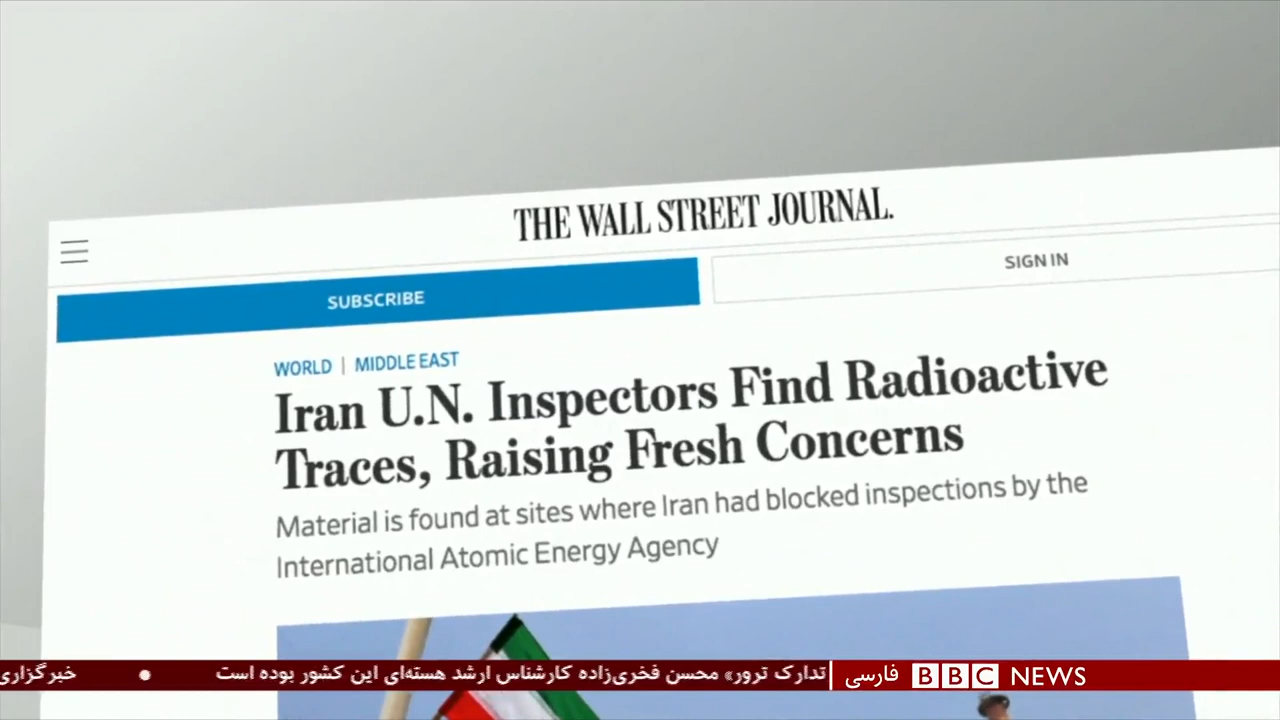 THE WALL STREET JOURNAL.
SUBSCRIBE
SIGN IN
WORLD | MIDDLE EAST
Iran U.N. Inspectors Find Radioactive
Traces, Raising Fresh Concerns
Material is found at sites where Iran had blocked inspections by the
International Atomic Energy Agency
تدارک ترور» محسن فخری‌زاده کارشناس ارشد هسته‌ای این کشور بوده است • خبرگزاری
BBC NEWS فارسی